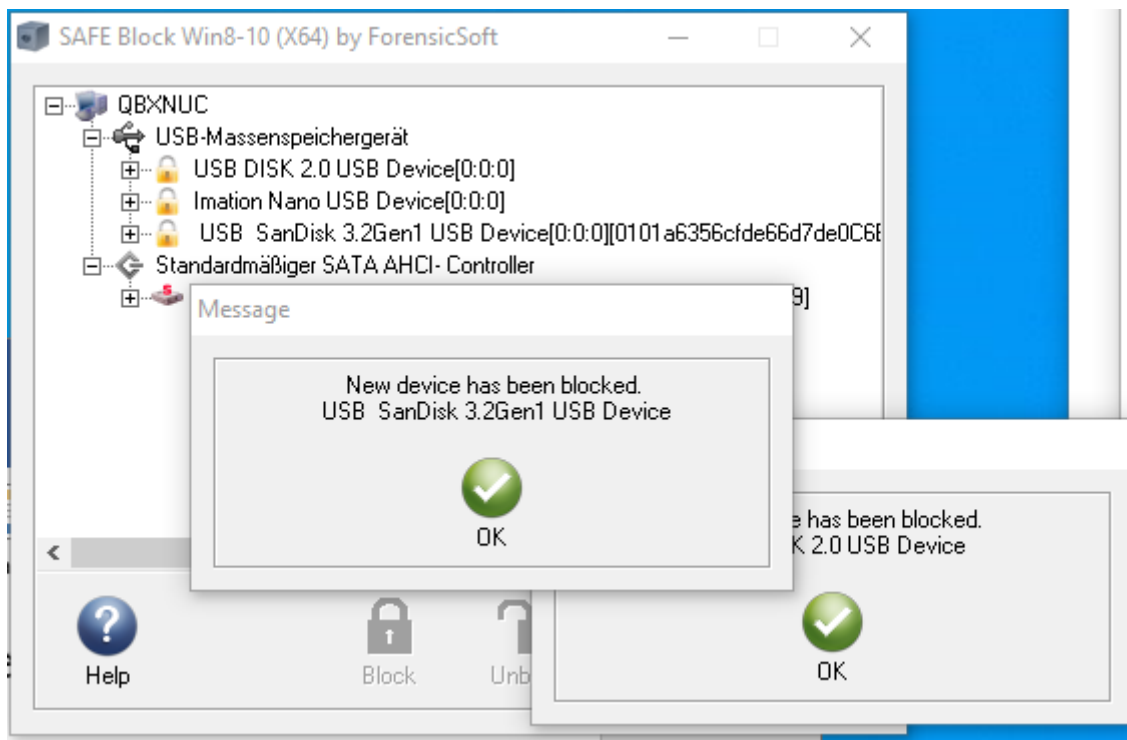 SAFE Block Win8-10 (X64) by ForensicSoft
QBXNUC
USB-Massenspeichergerät
USB DISK 2.0 USB Device[0:0:0]
Imation Nano USB Device[0:0:0]
USB  SanDisk 3.2Gen1 USB Device[0:0:0][0101a6356cfde66d7de0C6E
Standardmäßiger SATA AHCI- Controller
9]
Message
New device has been blocked.
USB  SanDisk 3.2Gen1 USB Device
OK
e has been blocked.
K 2.0 USB Device
OK
Help
Block
Unb